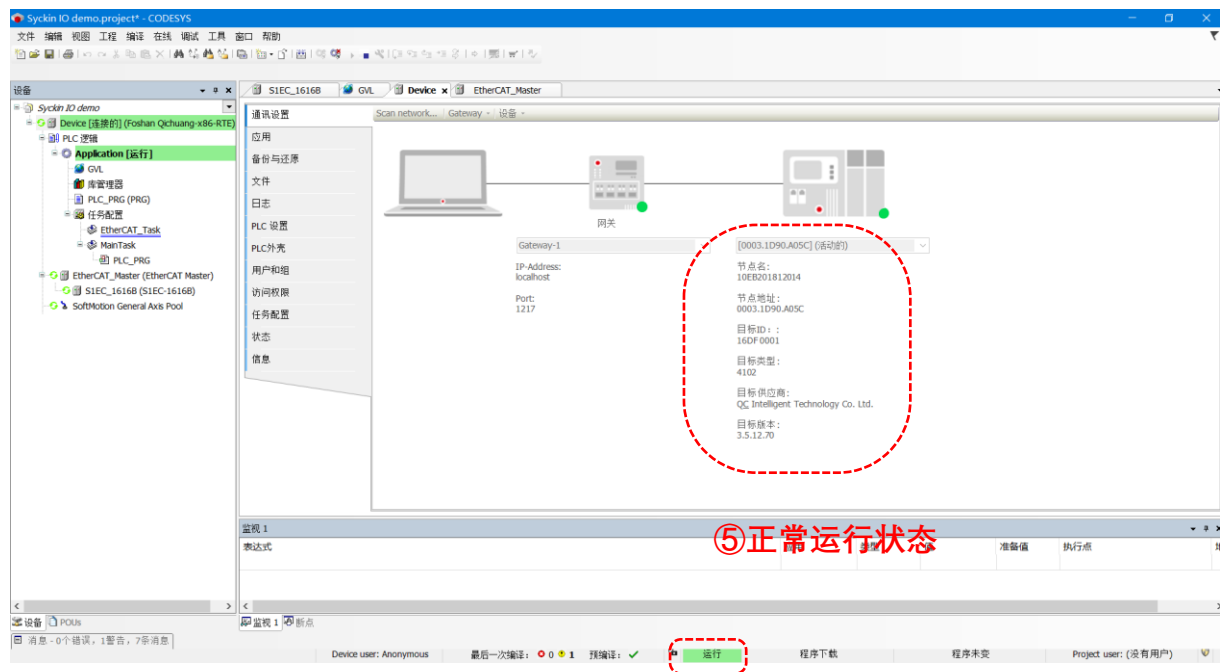 Syckin IO demo.project* - CODESYS
文件 编辑 视图 工程 编译 在线 调试 工具 窗口 帮助
设备
S1EC_1616B GVL Device EtherCAT_Master
Syckin IO demo
Device [连接的] (Foshan Qichuang-x86-RTE)
PLC 逻辑
Application [运行]
GVL
库管理器
PLC_PRG (PRG)
任务配置
EtherCAT_Task
MainTask
PLC_PRG
EtherCAT_Master (EtherCAT Master)
S1EC_1616B (S1EC-1616B)
SoftMotion General Axis Pool
通讯设置
应用
备份与还原
文件
日志
PLC 设置
PLC外壳
用户和组
访问权限
任务配置
状态
信息
Scan network... Gateway 设备
网关
Gateway-1
IP-Address:
localhost
Port:
1217
[0003.1D90.A05C] (活动的)
节点名:
10EB201812014
节点地址:
0003.1D90.A05C
目标ID: :
16DF 0001
目标类型:
4102
目标供应商:
QC Intelligent Technology Co. Ltd.
目标版本:
3.5.12.70
监视 1
⑤正常运行状态
表达式 准备值 执行点
设备 POUs
监视 1 断点
消息 - 0个错误, 1警告, 7条消息
Device user: Anonymous 最后一次编译: 0 1 预编译: 运行 程序下载 程序未变 Project user: (没有用户)